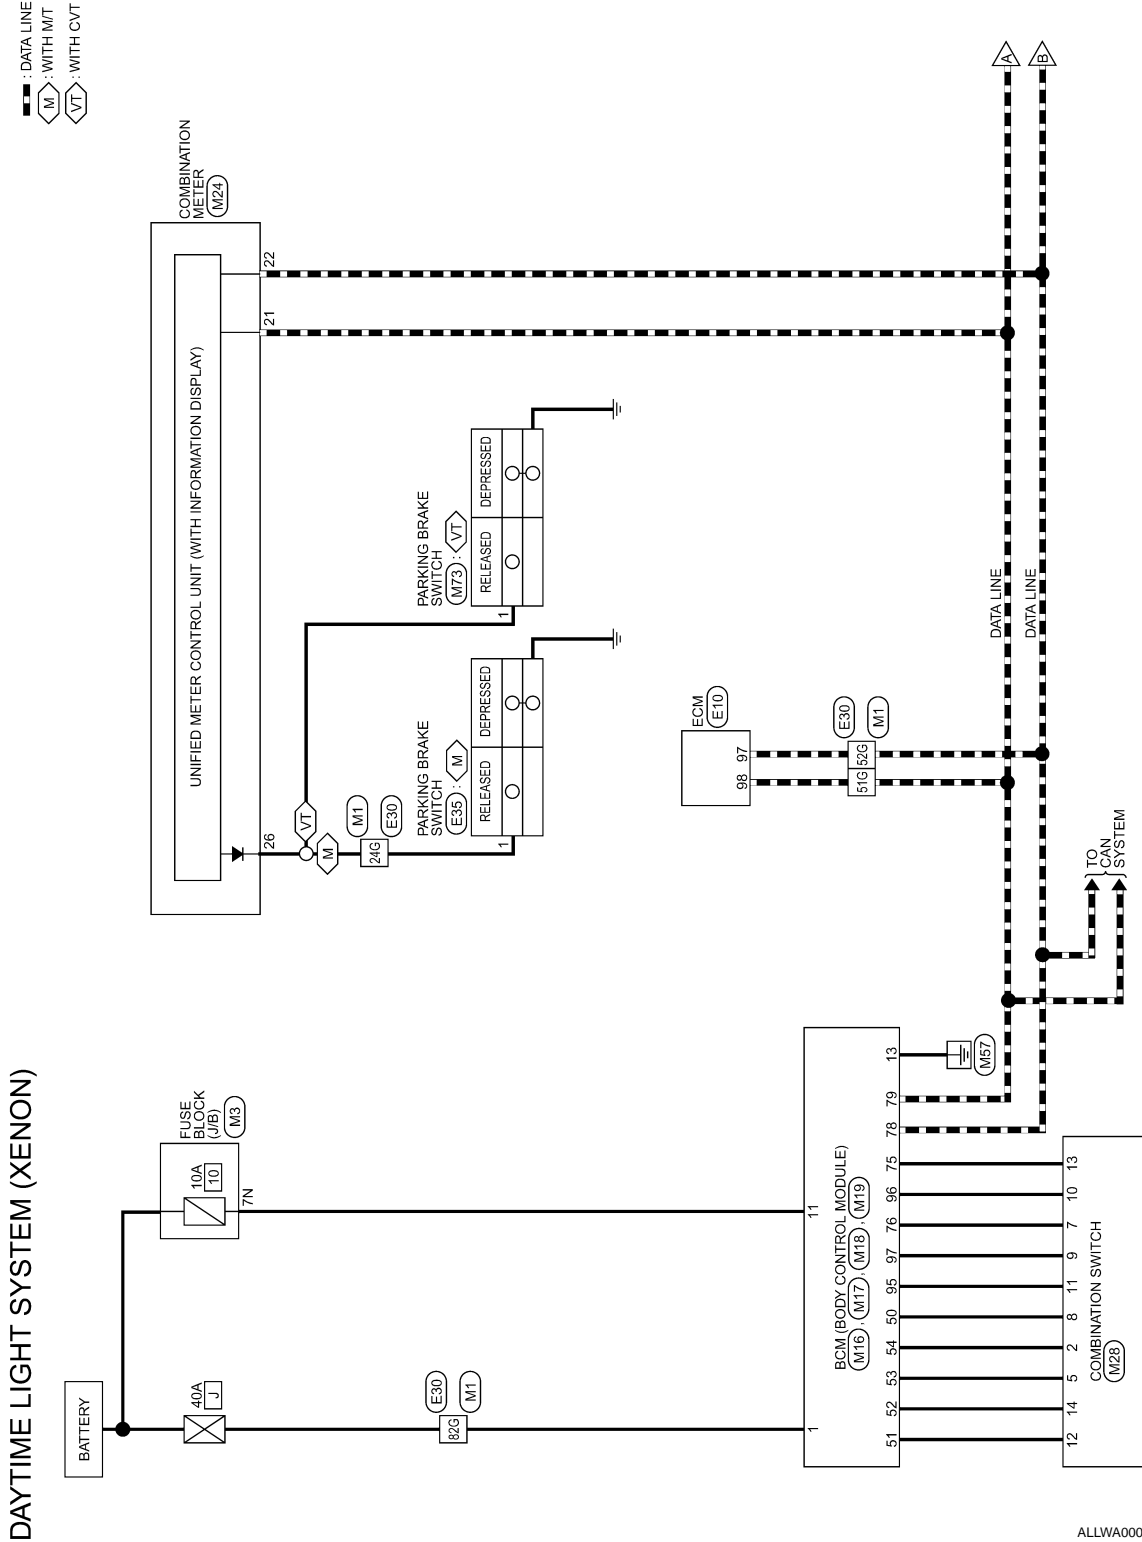 DAYTIME LIGHT SYSTEM (XENON)
: DATA LINE
M : WITH M/T
VT : WITH CVT
BATTERY
40A
J
10A
10
FUSE
BLOCK
(J/B)
M3
7N
82G
E30
M1
COMBINATION
METER
M24
UNIFIED METER CONTROL UNIT (WITH INFORMATION DISPLAY)
26
21
22
VT
M
24G
M1
E30
PARKING BRAKE
SWITCH
E35 : M
RELEASED
DEPRESSED
1
PARKING BRAKE
SWITCH
M73 : VT
RELEASED
DEPRESSED
1
ECM
E10
98
97
51G
52G
E30
M1
DATA LINE
DATA LINE
A
B
TO
CAN
SYSTEM
1
11
BCM (BODY CONTROL MODULE)
M16 , M17 , M18 , M19
51
52
53
54
50
95
97
76
96
75
78
79
13
M57
12
14
5
2
8
11
9
7
10
13
COMBINATION SWITCH
M28
ALLWA000